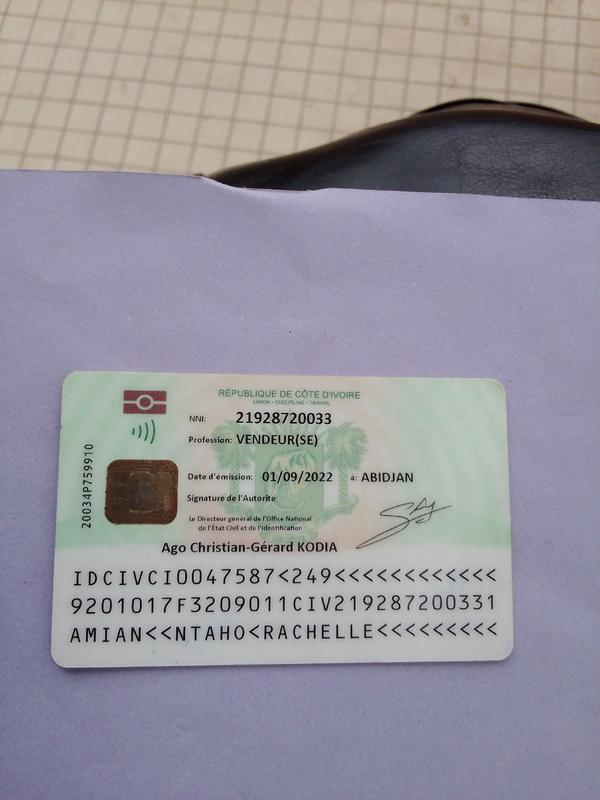 RÉPUBLIQUE DE CÔTE D'IVOIRE
UNION - DISCIPLINE - TRAVAIL
NNI: 21928720033
Profession: VENDEUR(SE)
Date d'émission: 01/09/2022 à: ABIDJAN
Signature de l'Autorite
Le Directeur général de l'Office National
de l'État Civil et de l'identification
Ago Christian-Gérard KODIA
20034P759910
IDCIVCI0047587<249<<<<<<<<<<<<
9201017F3209011CIV219287200331
AMIAN<<NTAHO<RACHELLE<<<<<<<<<